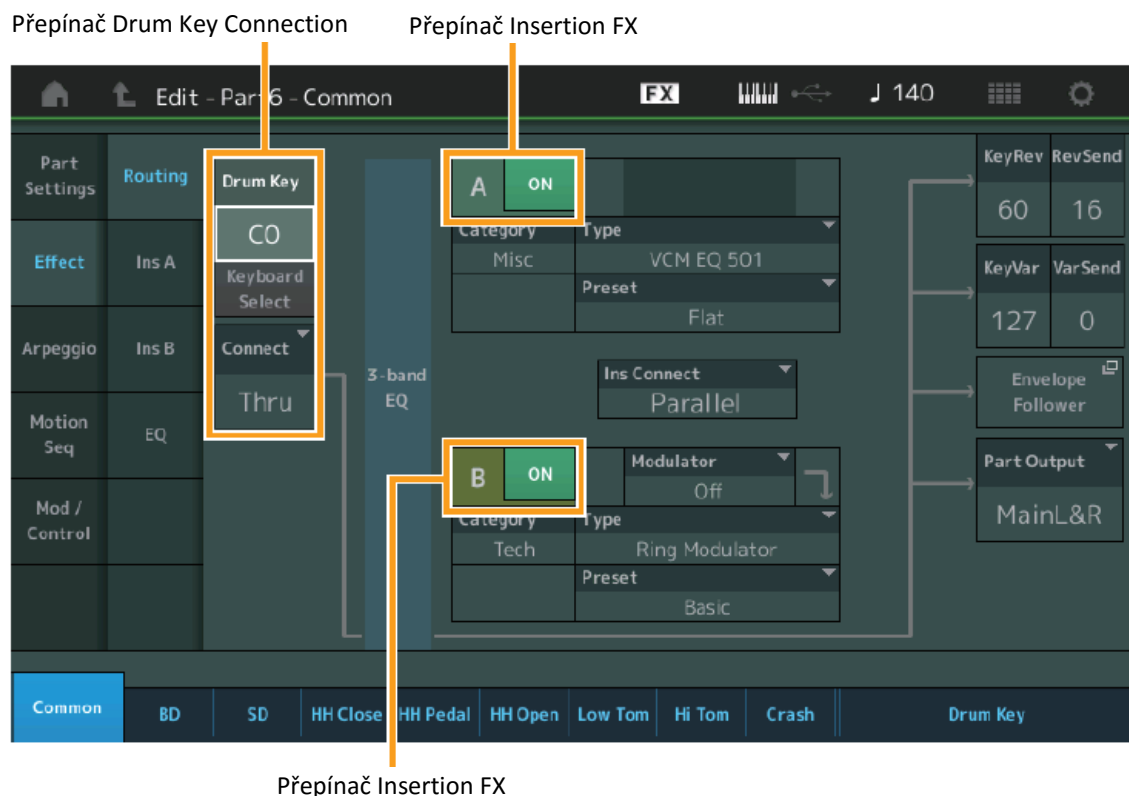 Přepínač Drum Key Connection
Přepínač Insertion FX
Edit - Part6 - Common
FX
140
Part
Settings
Effect
Arpeggio
Motion
Seq
Mod /
Control
Routing
Ins A
Ins B
EQ
Drum Key
C0
Keyboard
Select
Connect
Thru
3-band
EQ
A
ON
Category
Type
Misc
VCM EQ 501
Preset
Flat
Ins Connect
Parallel
B
ON
Modulator
Off
Category
Type
Tech
Ring Modulator
Preset
Basic
KeyRev
RevSend
60
16
KeyVar
VarSend
127
0
Envelope
Follower
Part Output
MainL&R
Common
BD
SD
HH Close
HH Pedal
HH Open
Low Tom
Hi Tom
Crash
Drum Key
Přepínač Insertion FX